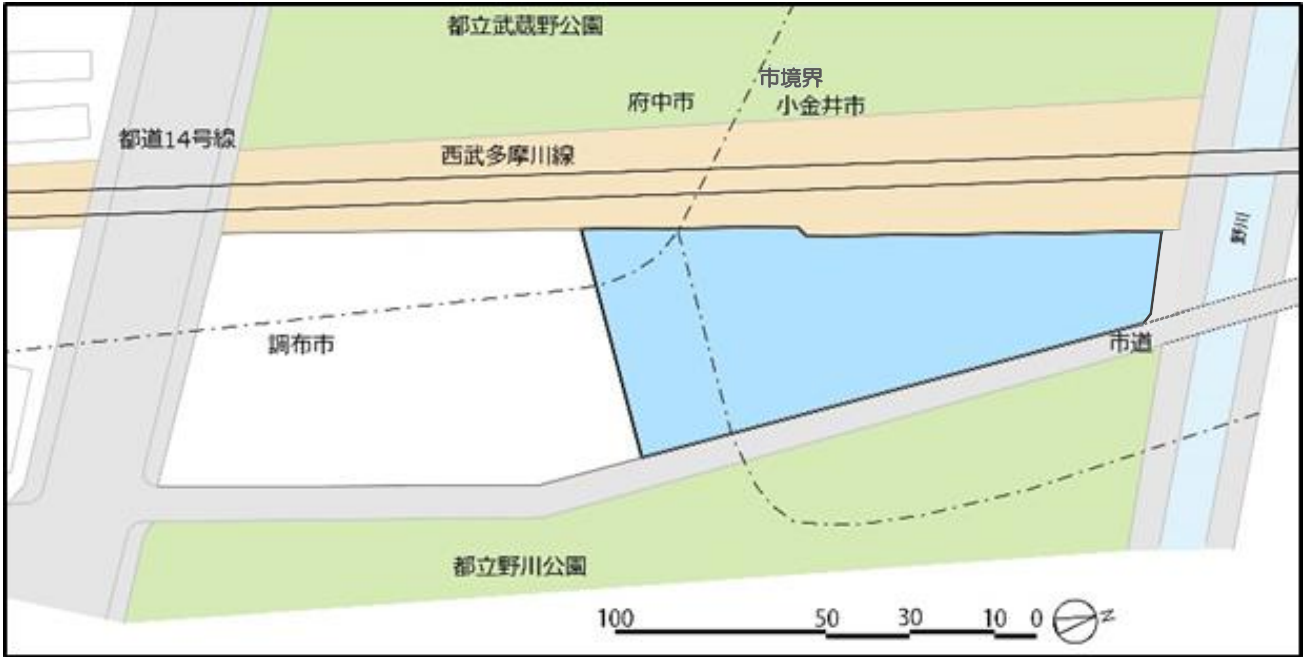 都立武蔵野公園
市境界
府中市
小金井市
都道14号線
西武多摩川線
野川
調布市
市道
都立野川公園
100 50 30 10 0 N